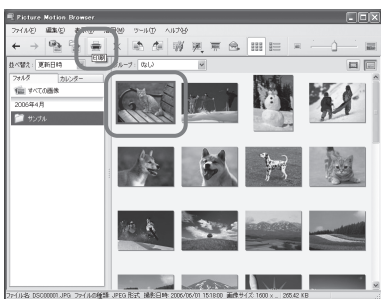 Picture Motion Browser
ファイル(F) 編集(E) 表示(V) ツール(T) ヘルプ(H)
印刷
並べ替え 更新日時 グループ (なし)
フォルダ カレンダー
すべての画像
2006年4月
サンプル
ファイル名: DSC00001.JPG ファイルの種類: JPEG 形式 撮影日時: 2006/06/01 15:18:00 画像サイズ: 1600 x ... 265.42 KB